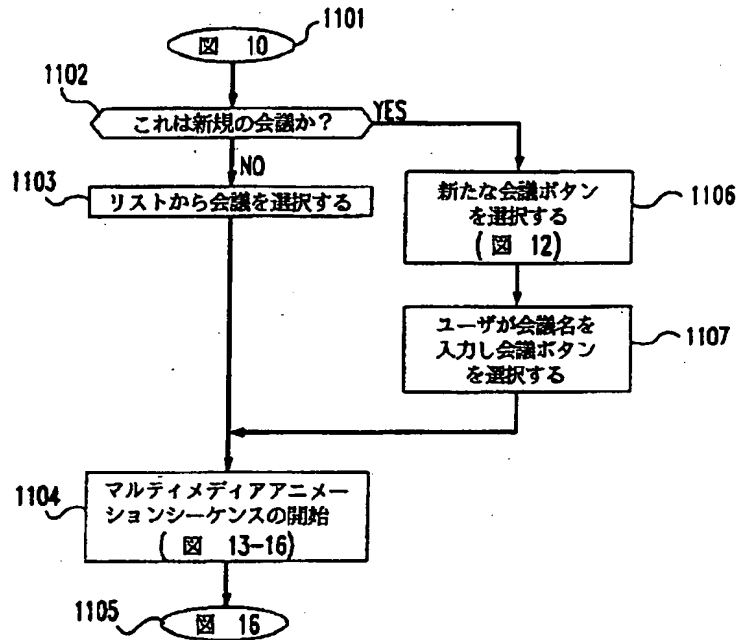 1101
図 10
1102
これは新規の会議か?
YES
NO
1103
リストから会議を選択する
新たな会議ボタン
を選択する
(図 12)
1106
ユーザが会議名を
入力し会議ボタン
を選択する
1107
1104
マルティメディアアニメー
ションシーケンスの開始
(図 13-16)
1105
図 16